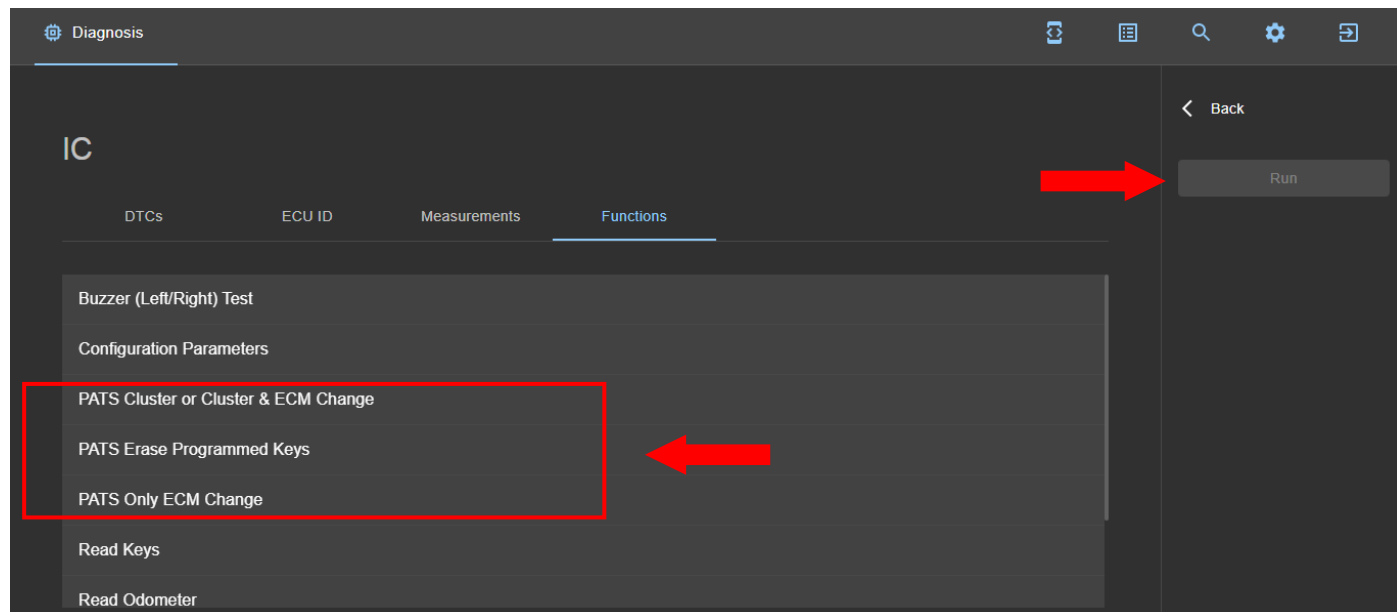 Diagnosis
Back
IC
Run
DTCs ECU ID Measurements Functions
Buzzer (Left/Right) Test
Configuration Parameters
PATS Cluster or Cluster & ECM Change
PATS Erase Programmed Keys
PATS Only ECM Change
Read Keys
Read Odometer